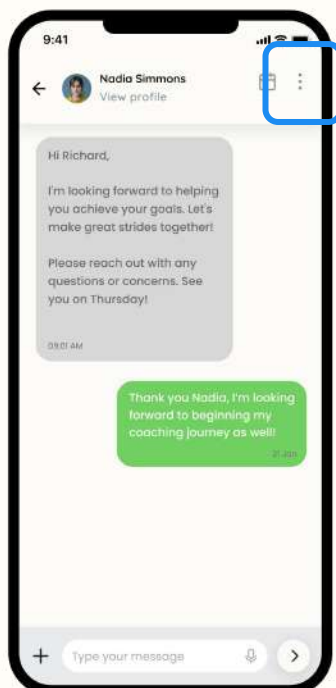 9:41
Nadia Simmons
View profile
Hi Richard,
I'm looking forward to helping
you achieve your goals. Let's
make great strides together!
Please reach out with any
questions or concerns. See
you on Thursday!
09:01 AM
Thank you Nadia, I'm looking
forward to beginning my
coaching journey as well!
21 Jan
Type your message